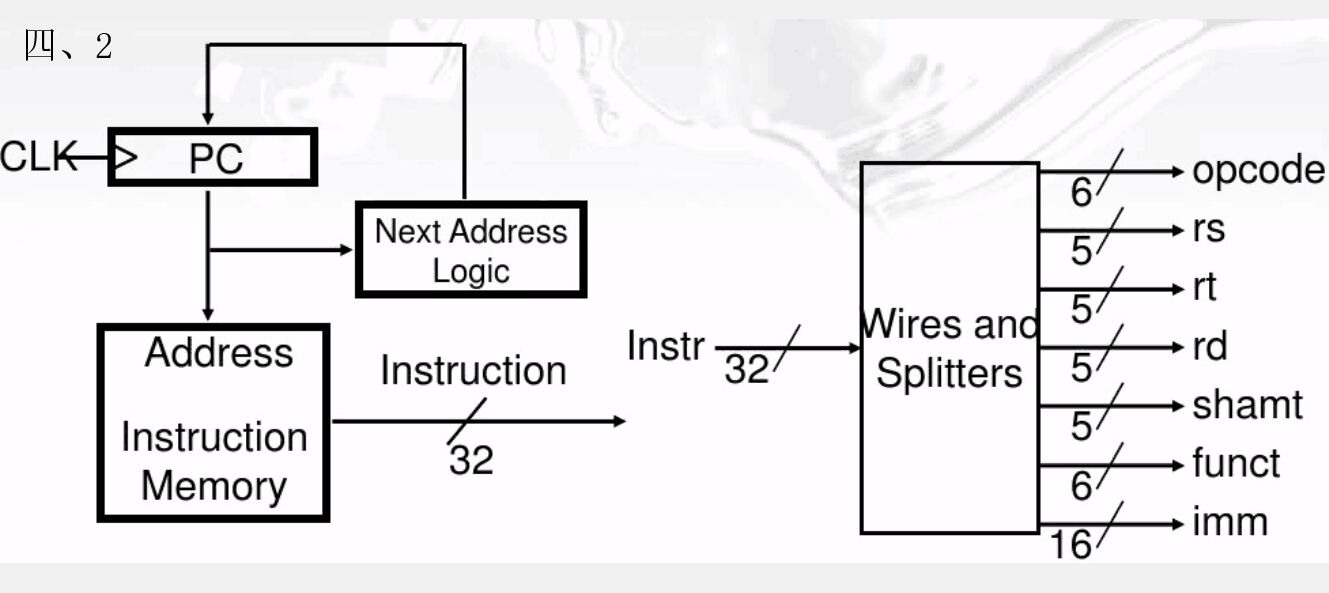 四、2
CLK
PC
Next Address
Logic
Address
Instruction
Memory
Instruction
32
Instr
32
Wires and
Splitters
6
opcode
5
rs
5
rt
5
rd
5
shamt
6
funct
16
imm